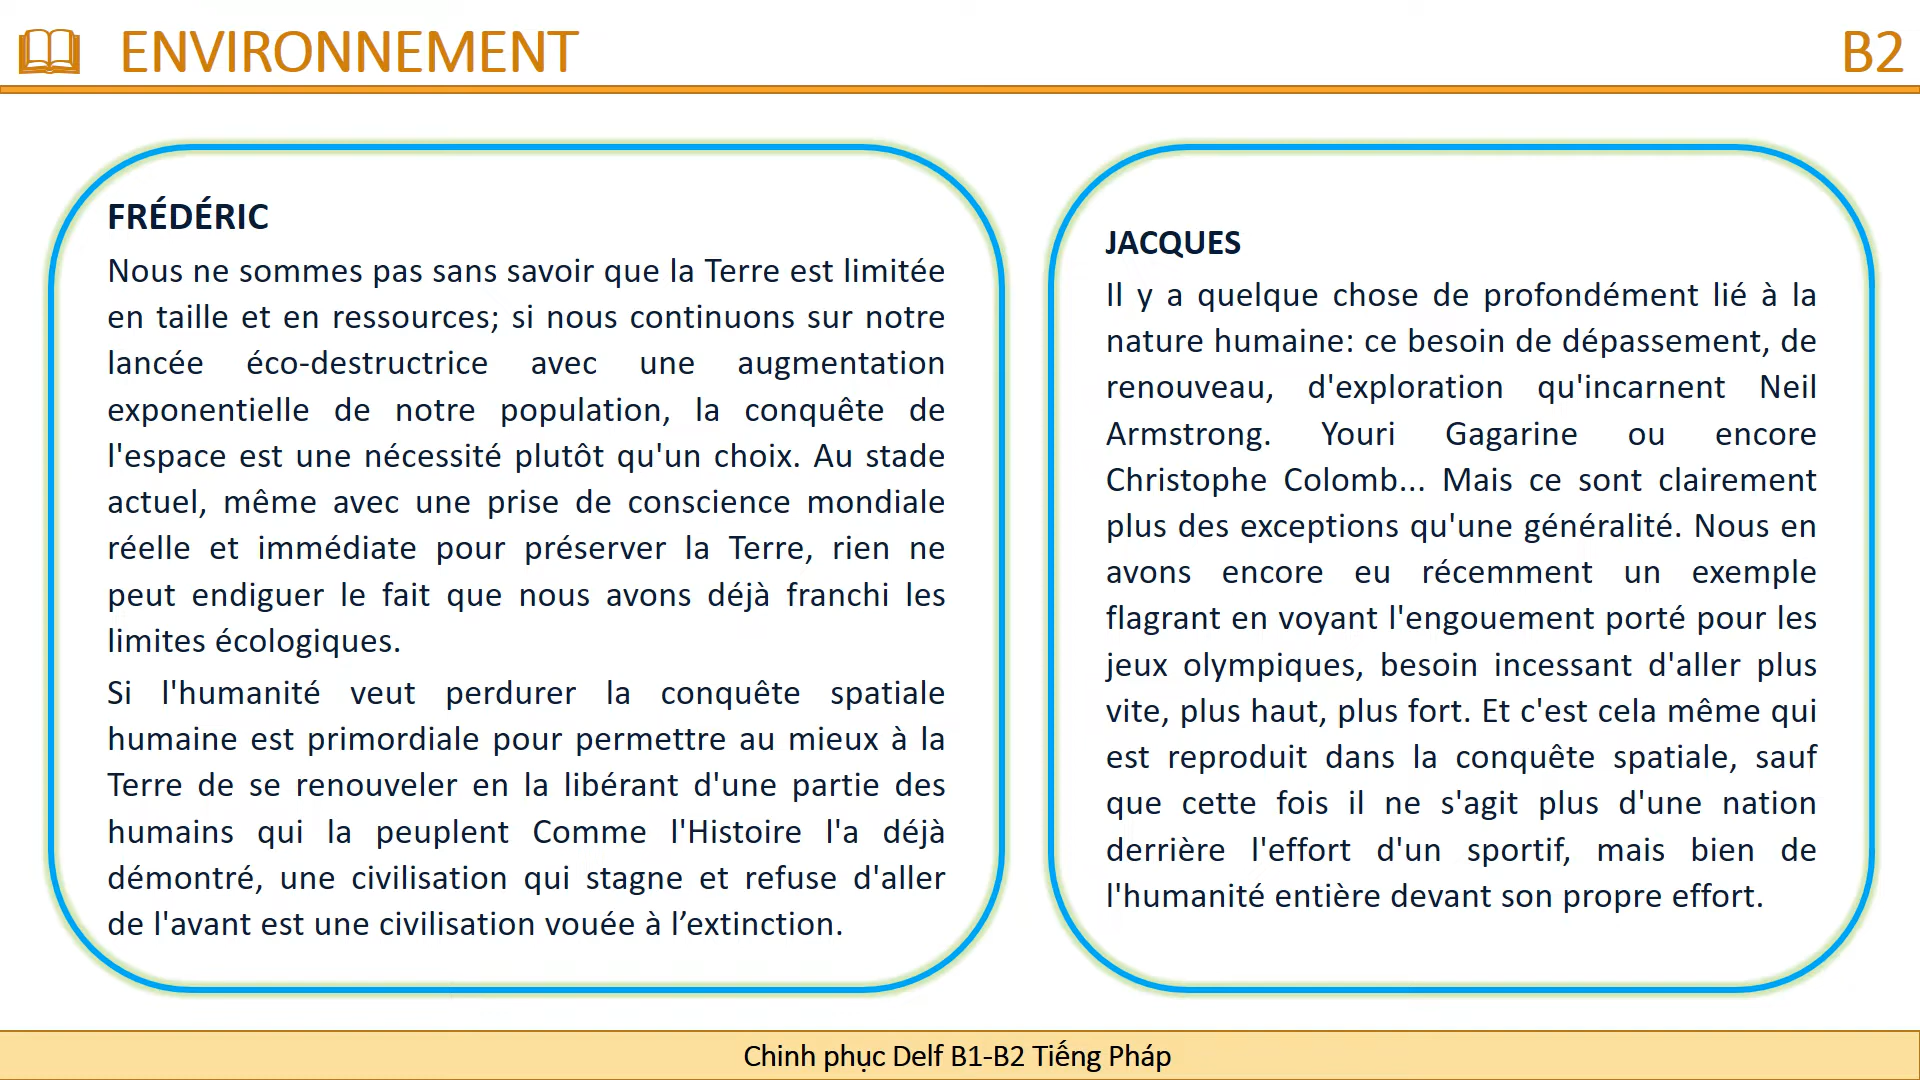 ENVIRONNEMENT
B2
FRÉDÉRIC
Nous ne sommes pas sans savoir que la Terre est limitée
en taille et en ressources; si nous continuons sur notre
lancée éco-destructrice avec une augmentation
exponentielle de notre population, la conquête de
l'espace est une nécessité plutôt qu'un choix. Au stade
actuel, même avec une prise de conscience mondiale
réelle et immédiate pour préserver la Terre, rien ne
peut endiguer le fait que nous avons déjà franchi les
limites écologiques.
Si l'humanité veut perdurer la conquête spatiale
humaine est primordiale pour permettre au mieux à la
Terre de se renouveler en la libérant d'une partie des
humains qui la peuplent Comme l'Histoire l'a déjà
démontré, une civilisation qui stagne et refuse d'aller
de l'avant est une civilisation vouée à l’extinction.
JACQUES
Il y a quelque chose de profondément lié à la
nature humaine: ce besoin de dépassement, de
renouveau, d'exploration qu'incarnent Neil
Armstrong. Youri Gagarine ou encore
Christophe Colomb... Mais ce sont clairement
plus des exceptions qu'une généralité. Nous en
avons encore eu récemment un exemple
flagrant en voyant l'engouement porté pour les
jeux olympiques, besoin incessant d'aller plus
vite, plus haut, plus fort. Et c'est cela même qui
est reproduit dans la conquête spatiale, sauf
que cette fois il ne s'agit plus d'une nation
derrière l'effort d'un sportif, mais bien de
l'humanité entière devant son propre effort.
Chinh phục Delf B1-B2 Tiếng Pháp